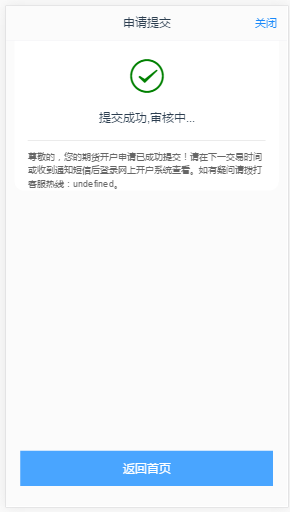 申请提交
关闭
提交成功,审核中...
尊敬的，您的期货开户申请已成功提交！请在下一交易时间
或收到通知短信后登录网上开户系统查看。如有疑问请拨打
客服热线：undefined。
返回首页